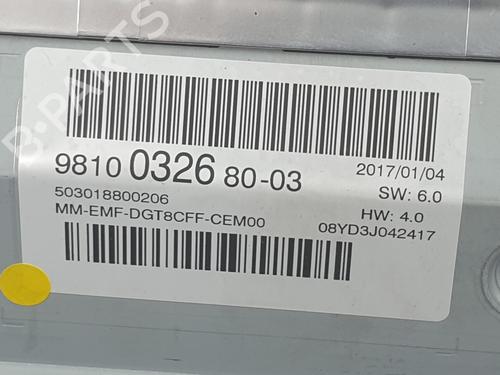 9810 0326 80-03
2017/01/04
503018800206
SW: 6.0
MM-EMF-DGT8CFF-CEM00
HW: 4.0
08YD3J042417
B-PARTS